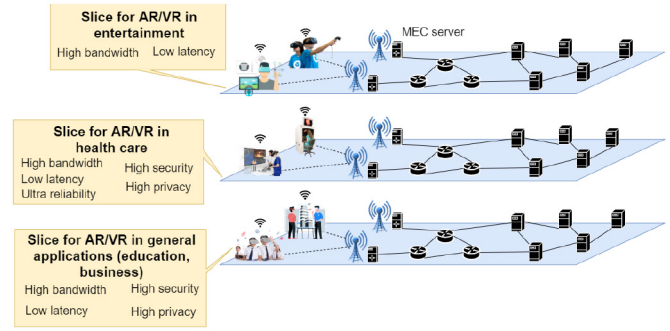 Slice for AR/VR in
entertainment
High bandwidth Low latency
MEC server
Slice for AR/VR in
health care
High bandwidth
Low latency
Ultra reliability
High security
High privacy
Slice for AR/VR in general
applications (education,
business)
High bandwidth High security
Low latency High privacy